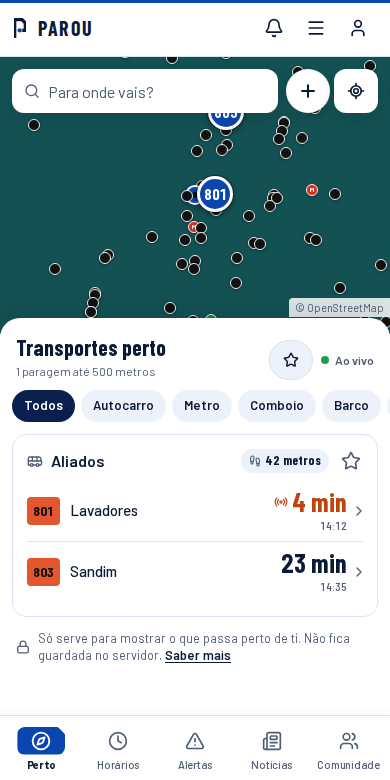 PAROU
Para onde vais?
801
M
M
© OpenStreetMap
Transportes perto
1 paragem até 500 metros
Ao vivo
Todos
Autocarro
Metro
Comboio
Barco
Aliados
42 metros
801
Lavadores
4 min
14:12
803
Sandim
23 min
14:35
Só serve para mostrar o que passa perto de ti. Não fica
guardada no servidor. Saber mais
Perto
Horários
Alertas
Notícias
Comunidade